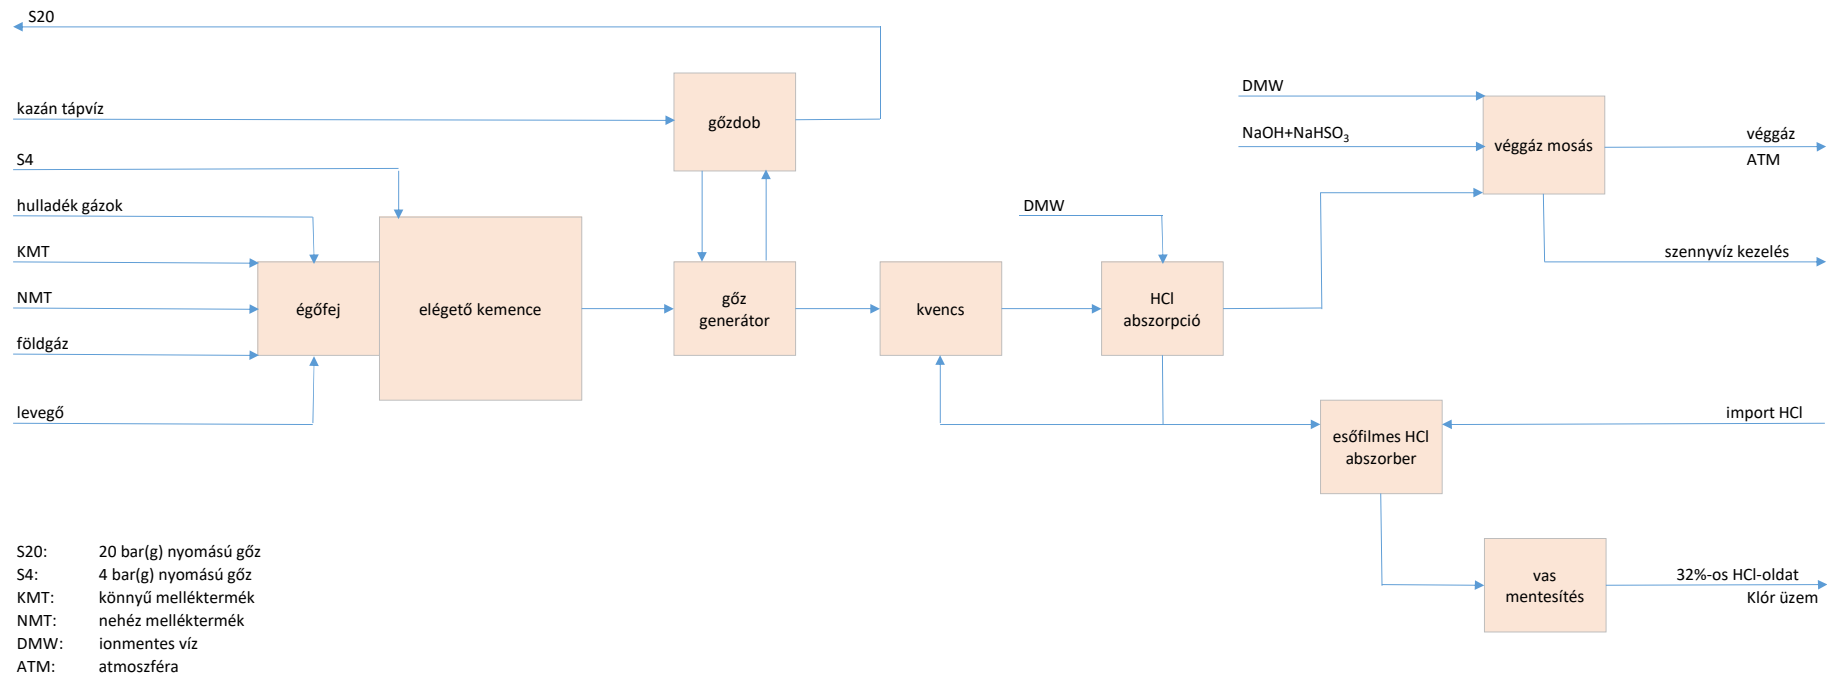 S20
kazán tápvíz
gőzdob
DMW
NaOH+NaHSO₃
véggáz mosás
véggáz
ATM
S4
hulladék gázok
KMT
NMT
földgáz
levegő
égőfej
elégető kemence
gőz
generátor
kvencs
DMW
HCl
abszorpció
szennyvíz kezelés
import HCl
esőfilmes HCl
abszorber
vas
mentesítés
32%-os HCl-oldat
Klór üzem
S20: 20 bar(g) nyomású gőz
S4: 4 bar(g) nyomású gőz
KMT: könnyű melléktermék
NMT: nehéz melléktermék
DMW: ionmentes víz
ATM: atmoszféra